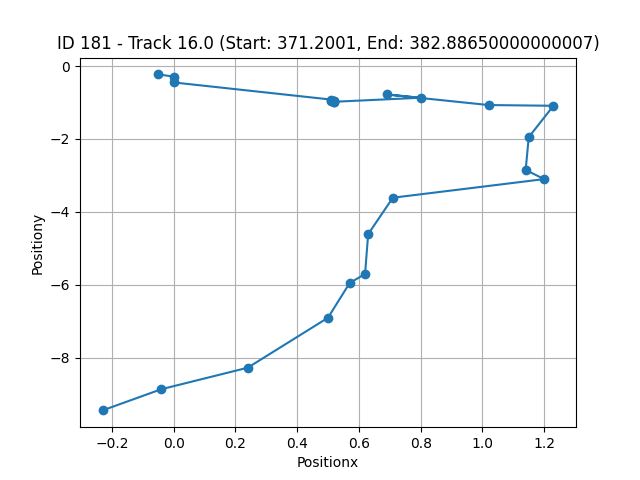 ID 181 - Track 16.0 (Start: 371.2001, End: 382.88650000000007)
0
−2
−4
−6
−8
Positiony
−0.2 0.0 0.2 0.4 0.6 0.8 1.0 1.2
Positionx